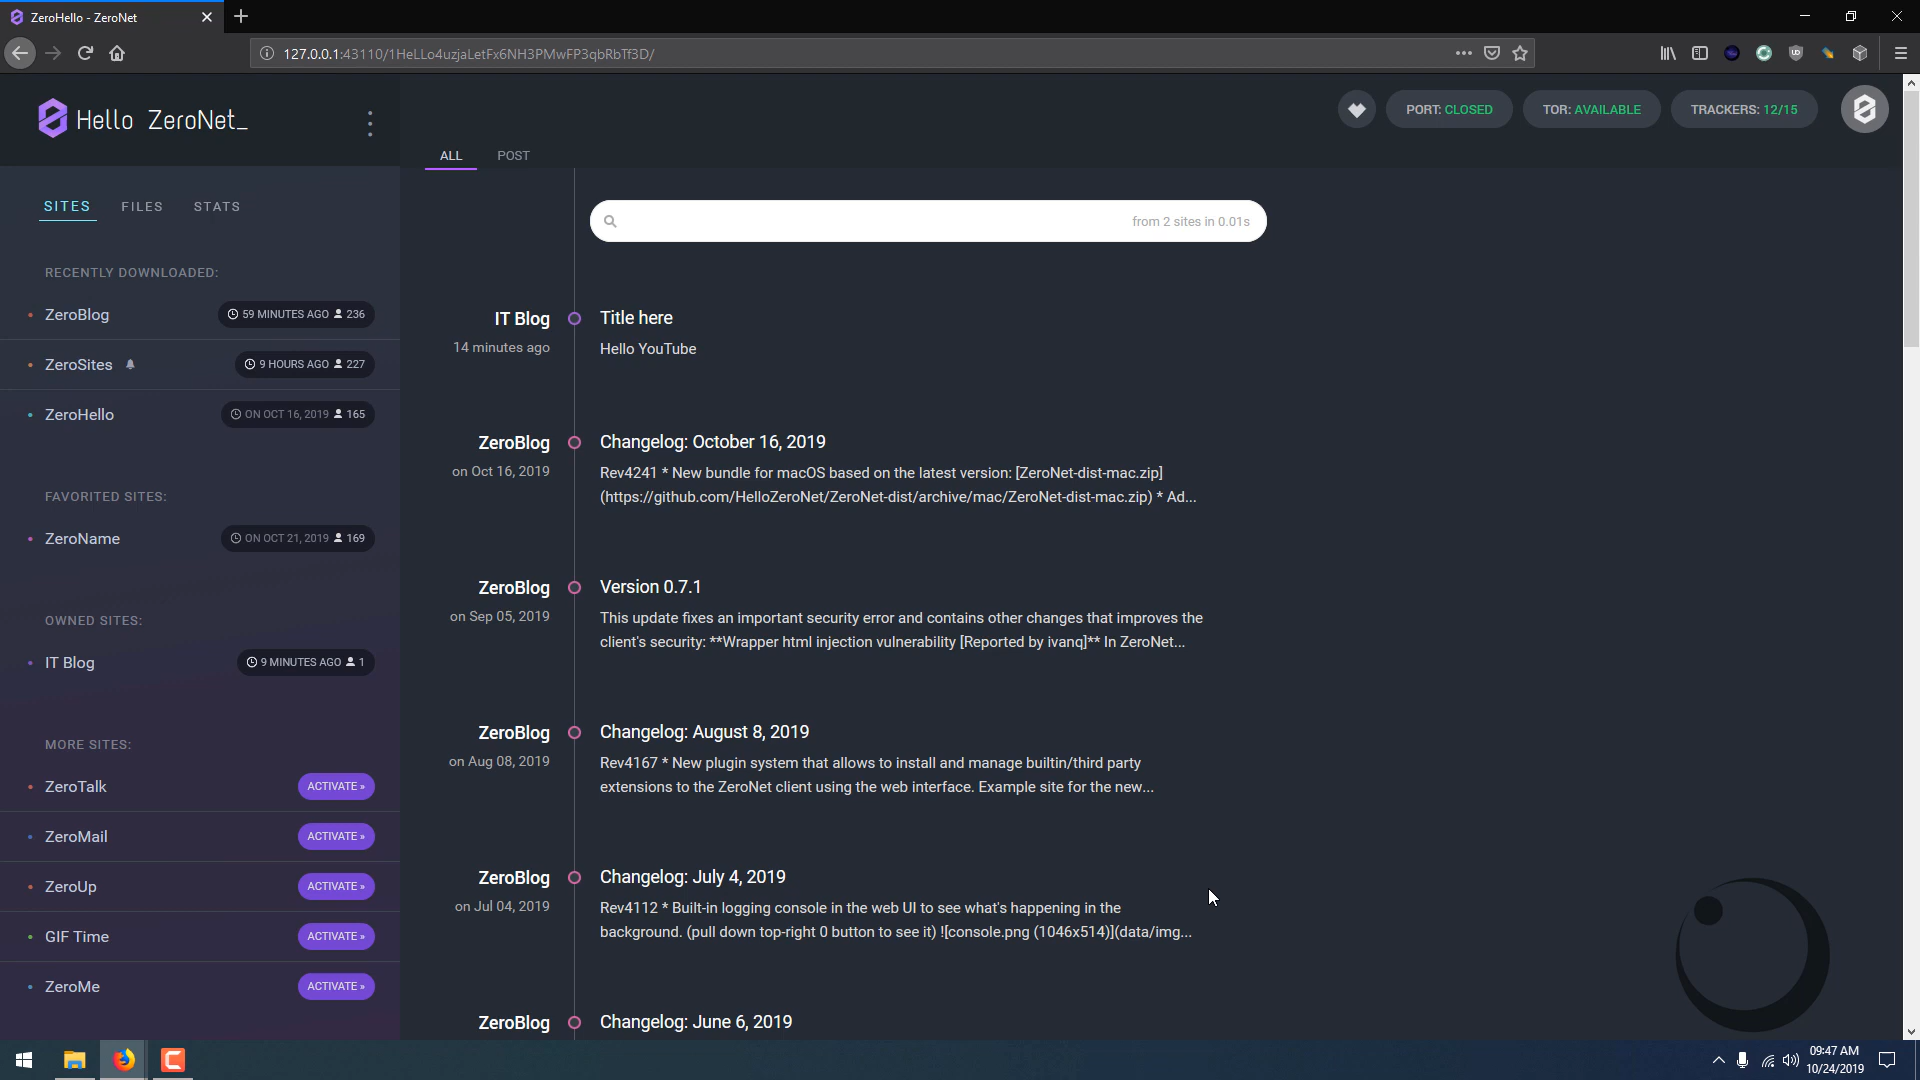 ZeroHello - ZeroNet
127.0.0.1:43110/1HeLLo4uzjaLetFx6NH3PMwFP3qbRbTf3D/
Hello ZeroNet_
PORT: CLOSED
TOR: AVAILABLE
TRACKERS: 12/15
ALL
POST
SITES
FILES
STATS
from 2 sites in 0.01s
RECENTLY DOWNLOADED:
ZeroBlog
59 MINUTES AGO 236
ZeroSites
9 HOURS AGO 227
ZeroHello
ON OCT 16, 2019 165
FAVORITED SITES:
ZeroName
ON OCT 21, 2019 169
OWNED SITES:
IT Blog
9 MINUTES AGO 1
MORE SITES:
ZeroTalk
ACTIVATE »
ZeroMail
ACTIVATE »
ZeroUp
ACTIVATE »
GIF Time
ACTIVATE »
ZeroMe
ACTIVATE »
IT Blog
14 minutes ago
Title here
Hello YouTube
ZeroBlog
on Oct 16, 2019
Changelog: October 16, 2019
Rev4241 * New bundle for macOS based on the latest version: [ZeroNet-dist-mac.zip]
(https://github.com/HelloZeroNet/ZeroNet-dist/archive/mac/ZeroNet-dist-mac.zip) * Ad...
ZeroBlog
on Sep 05, 2019
Version 0.7.1
This update fixes an important security error and contains other changes that improves the
client's security: **Wrapper html injection vulnerability [Reported by ivanq]** In ZeroNet...
ZeroBlog
on Aug 08, 2019
Changelog: August 8, 2019
Rev4167 * New plugin system that allows to install and manage builtin/third party
extensions to the ZeroNet client using the web interface. Example site for the new...
ZeroBlog
on Jul 04, 2019
Changelog: July 4, 2019
Rev4112 * Built-in logging console in the web UI to see what's happening in the
background. (pull down top-right 0 button to see it) ![console.png (1046x514)](data/img...
ZeroBlog
Changelog: June 6, 2019
09:47 AM
10/24/2019